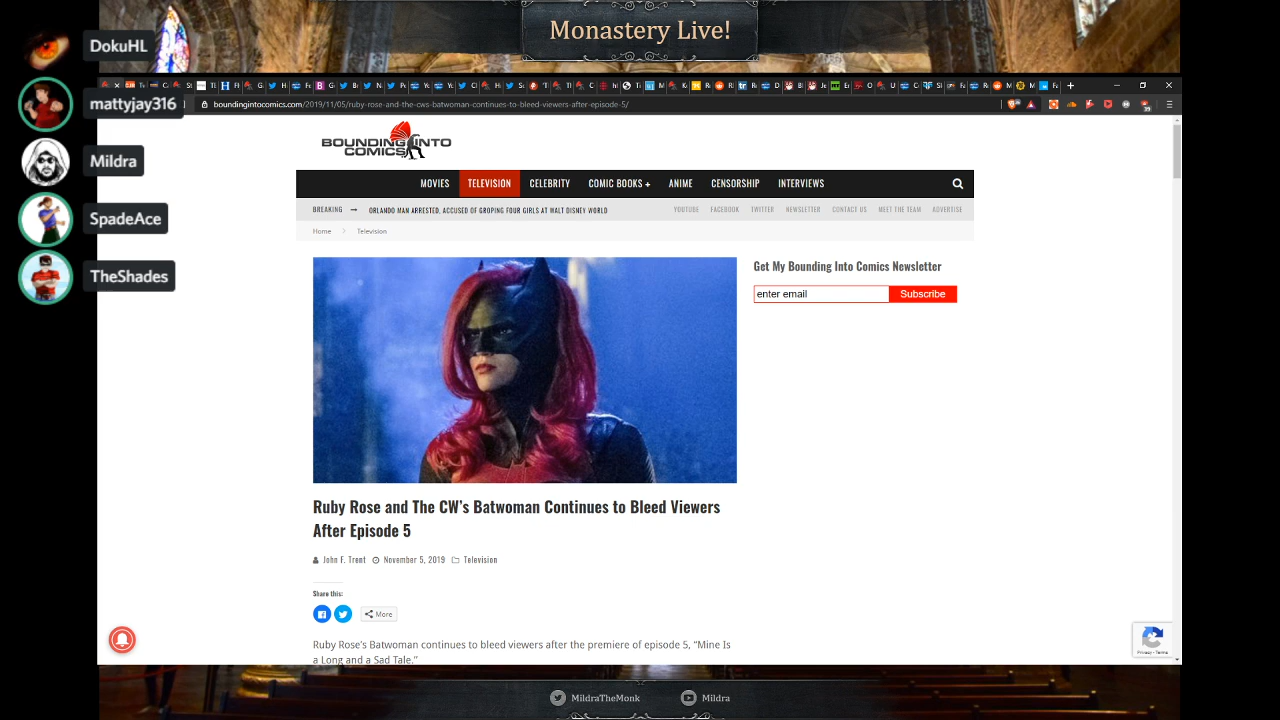 Monastery Live!
DokuHL
mattyjay316
Mildra
SpadeAce
TheShades
boundingintocomics.com/2019/11/05/ruby-rose-and-the-cws-batwoman-continues-to-bleed-viewers-after-episode-5/
BOUNDING INTO
COMICS
MOVIES TELEVISION CELEBRITY COMIC BOOKS + ANIME CENSORSHIP INTERVIEWS
BREAKING → ORLANDO MAN ARRESTED, ACCUSED OF GROPING FOUR GIRLS AT WALT DISNEY WORLD YOUTUBE FACEBOOK TWITTER NEWSLETTER CONTACT US MEET THE TEAM ADVERTISE
Home > Television
Get My Bounding Into Comics Newsletter
enter email Subscribe
Ruby Rose and The CW's Batwoman Continues to Bleed Viewers
After Episode 5
John F. Trent November 5, 2019 Television
Share this:
More
Ruby Rose's Batwoman continues to bleed viewers after the premiere of episode 5, “Mine Is
a Long and a Sad Tale.”
Privacy - Terms
MildraTheMonk Mildra